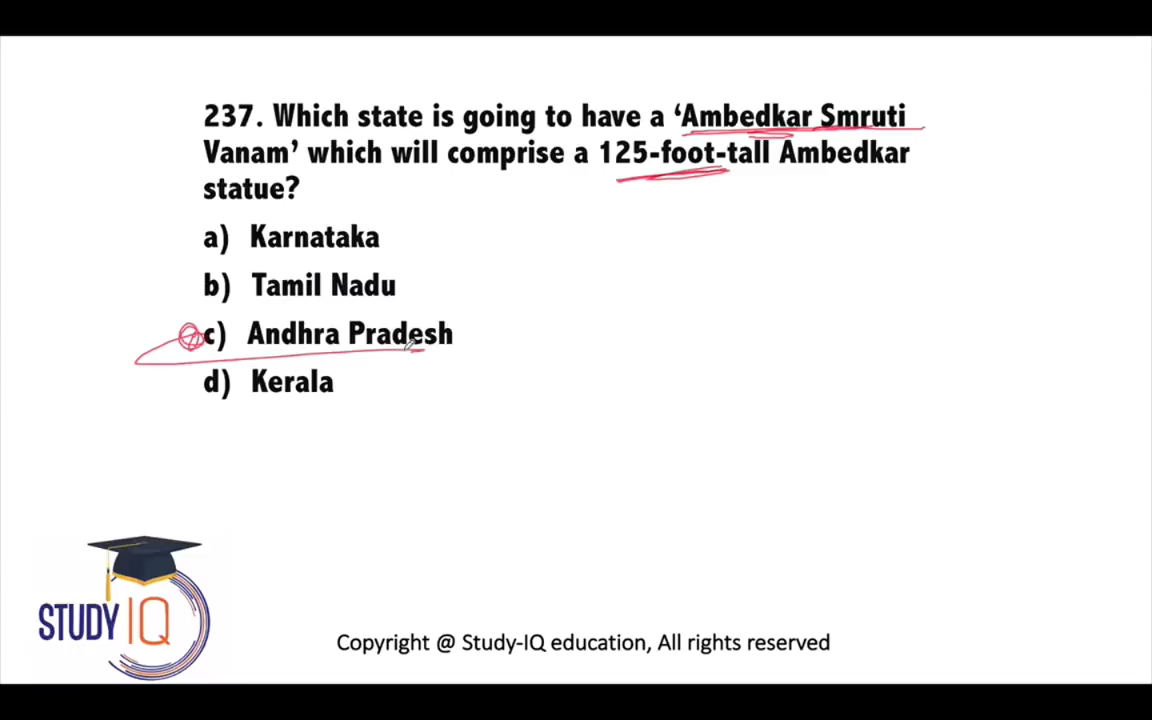 237. Which state is going to have a ‘Ambedkar Smruti
Vanam’ which will comprise a 125-foot-tall Ambedkar
statue?
a) Karnataka
b) Tamil Nadu
c) Andhra Pradesh
d) Kerala
STUDY IQ
Copyright @ Study-IQ education, All rights reserved